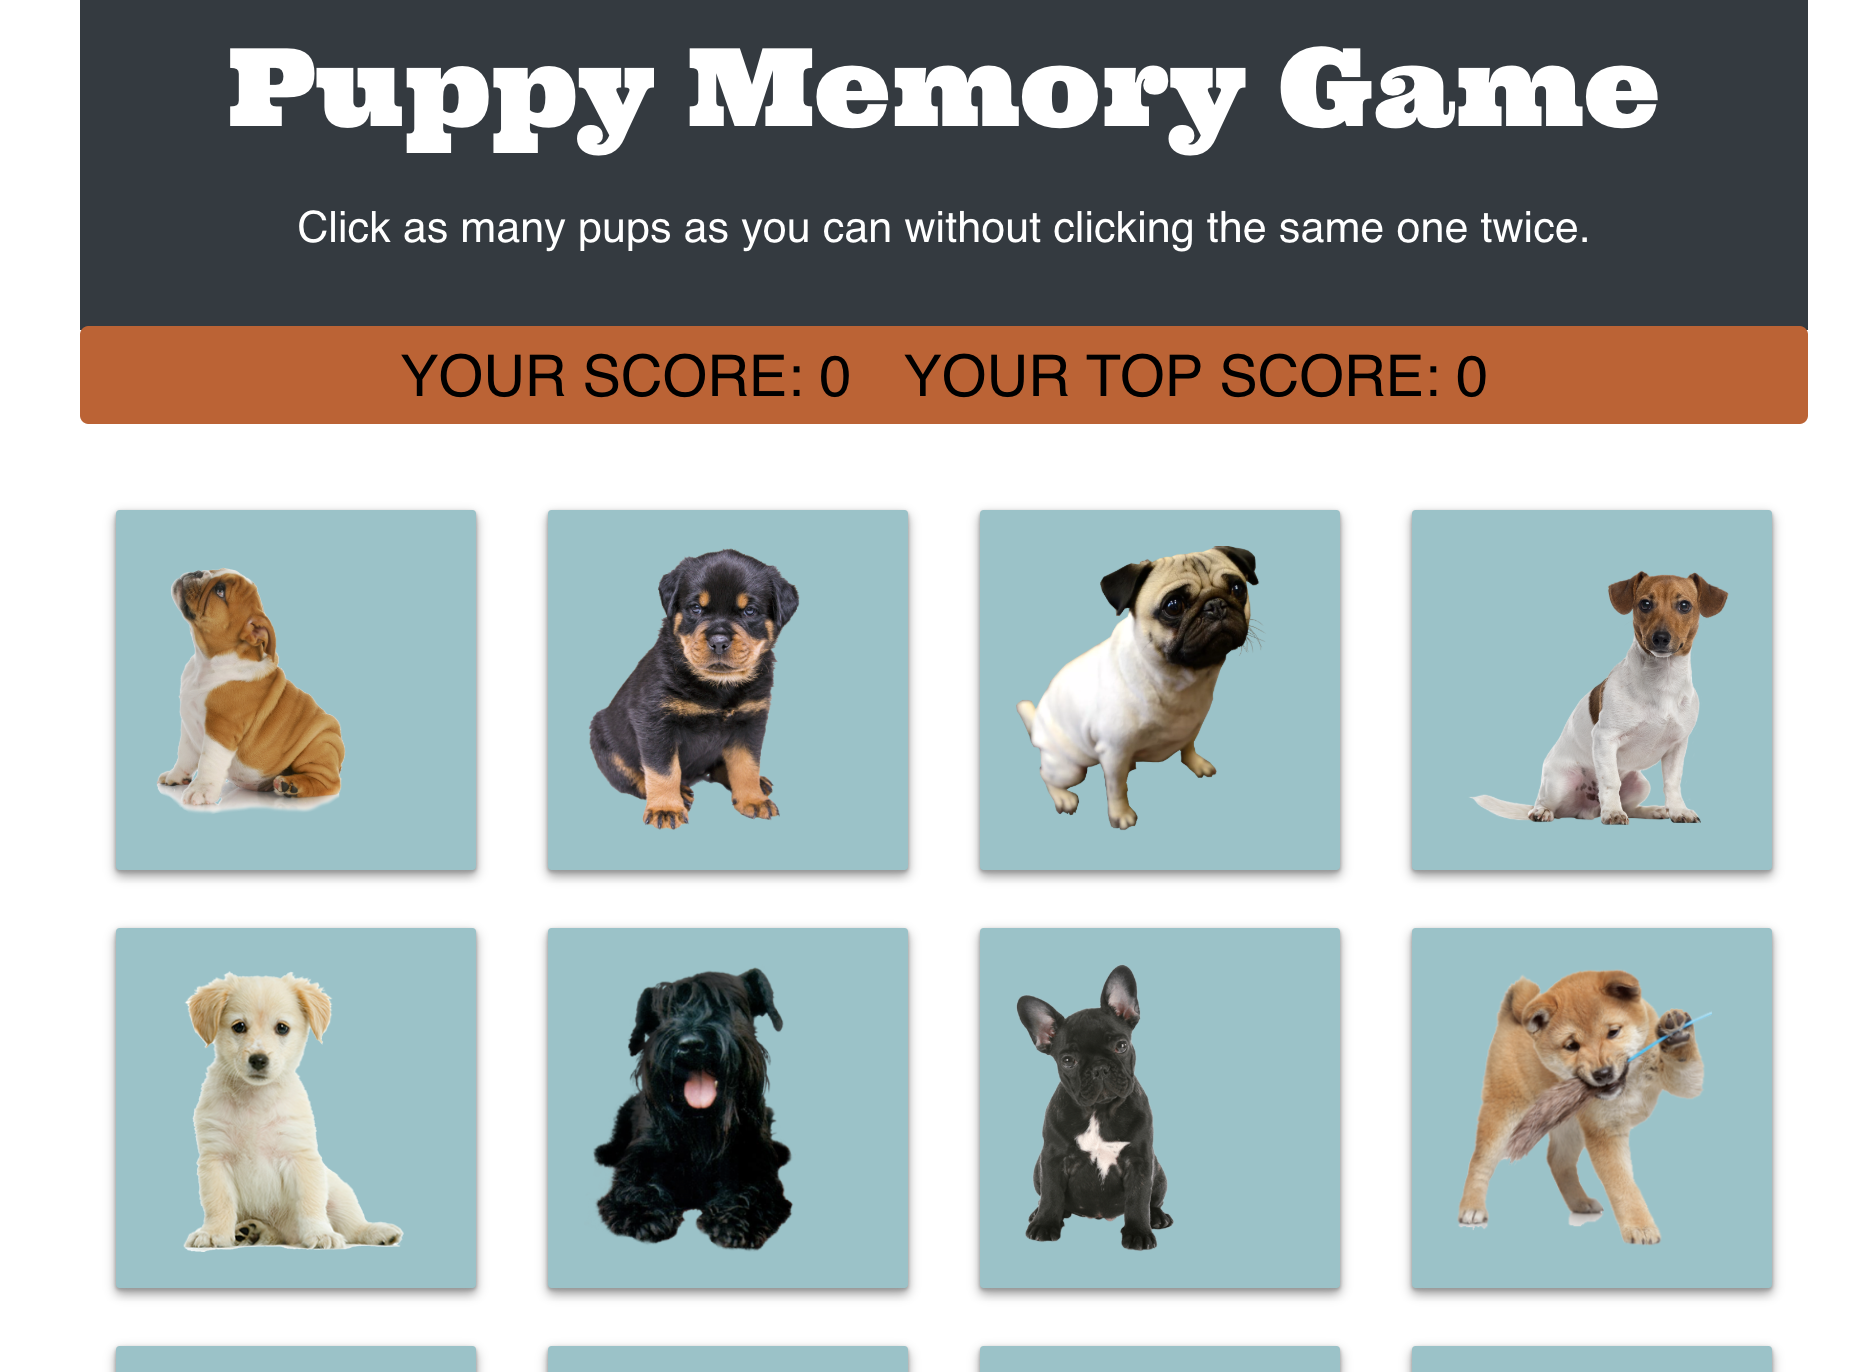 Puppy Memory Game
Click as many pups as you can without clicking the same one twice.
YOUR SCORE: 0 YOUR TOP SCORE: 0